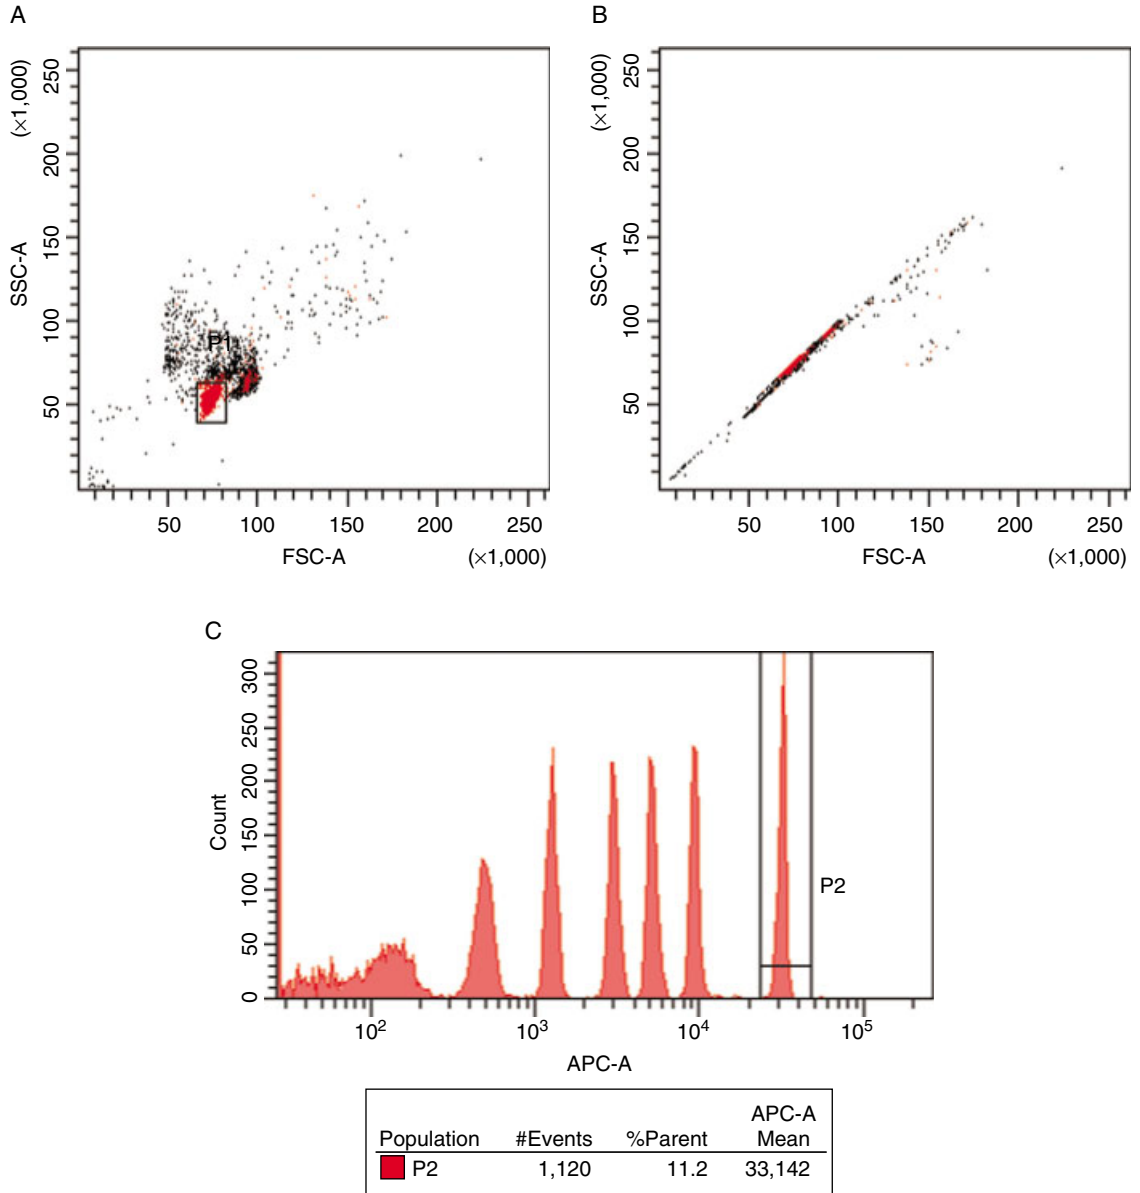 A
(×1,000)
SSC-A
250
200
150
100
50
P1
50 100 150 200 250
FSC-A (×1,000)
B
(×1,000)
SSC-A
250
200
150
100
50
50 100 150 200 250
FSC-A (×1,000)
C
Count
300
250
200
150
100
50
0
P2
10² 10³ 10⁴ 10⁵
APC-A
APC-A
Population #Events %Parent Mean
P2 1,120 11.2 33,142